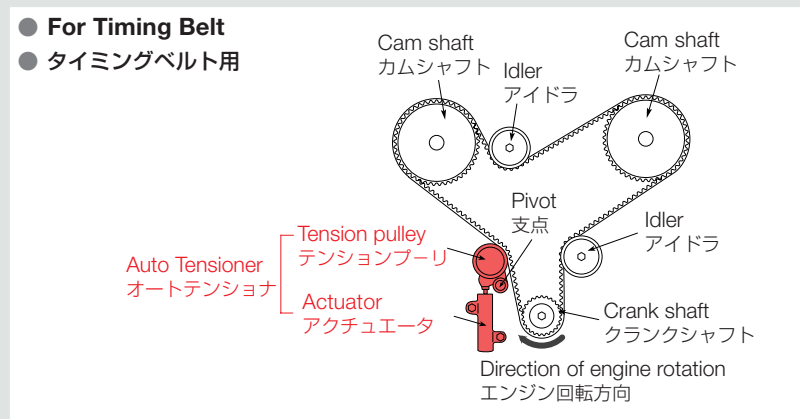 ● For Timing Belt
● タイミングベルト用
Cam shaft
カムシャフト
Idler
アイドラ
Cam shaft
カムシャフト
Pivot
支点
Idler
アイドラ
Tension pulley
テンションプーリ
Auto Tensioner
オートテンショナ
Actuator
アクチュエータ
Crank shaft
クランクシャフト
Direction of engine rotation
エンジン回転方向